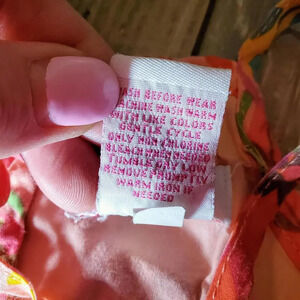 WASH BEFORE WEAR
MACHINE WASH WARM
WITH LIKE COLORS
GENTLE CYCLE
ONLY NON CHLORINE
BLEACH WHEN NEEDED
TUMBLE DRY LOW
REMOVE PROMPTLY
WARM IRON IF
NEEDED